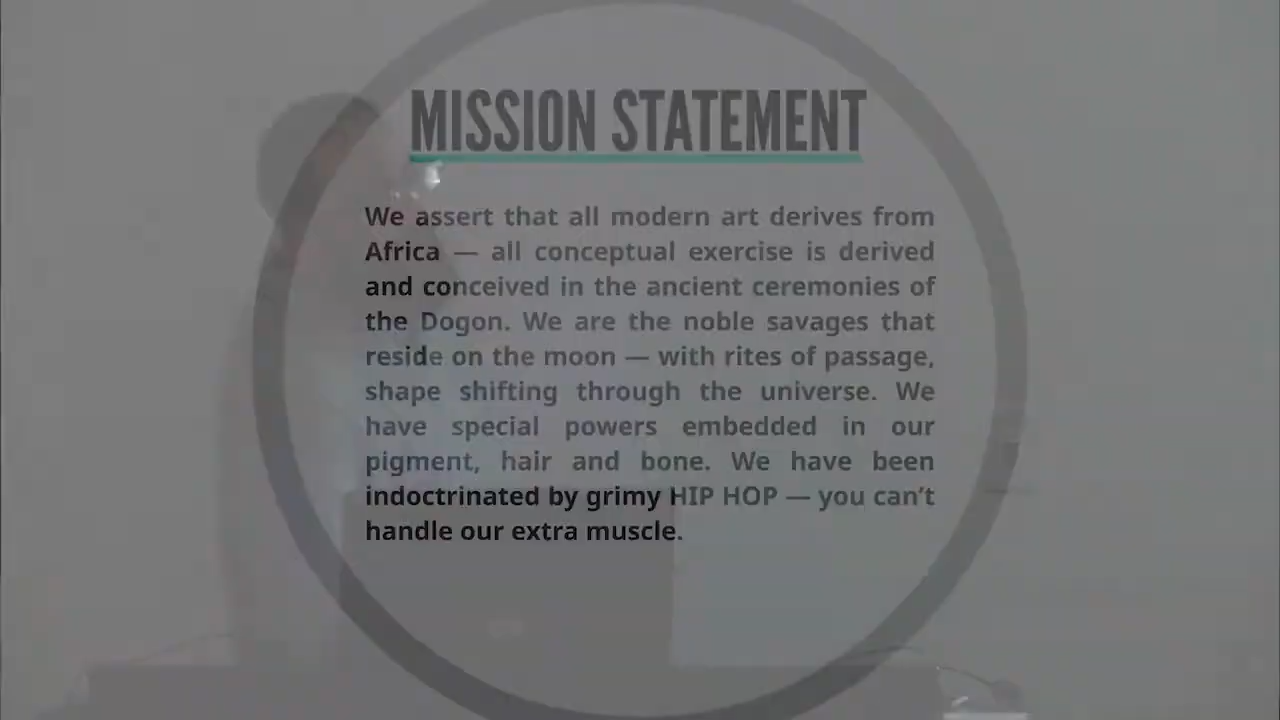 MISSION STATEMENT
We assert that all modern art derives from
Africa — all conceptual exercise is derived
and conceived in the ancient ceremonies of
the Dogon. We are the noble savages that
reside on the moon — with rites of passage,
shape shifting through the universe. We
have special powers embedded in our
pigment, hair and bone. We have been
indoctrinated by grimy HIP HOP — you can’t
handle our extra muscle.